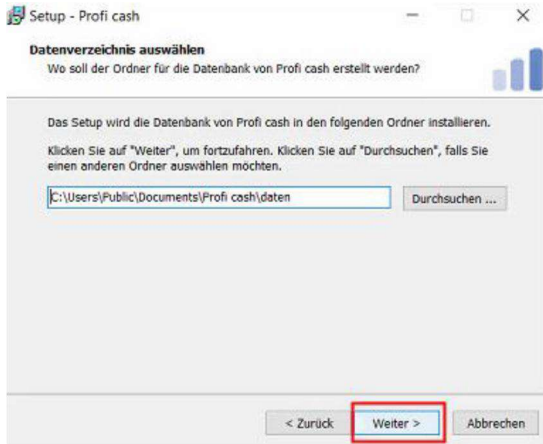 Setup - Profi cash
Datenverzeichnis auswählen
Wo soll der Ordner für die Datenbank von Profi cash erstellt werden?
Das Setup wird die Datenbank von Profi cash in den folgenden Ordner installieren.
Klicken Sie auf "Weiter", um fortzufahren. Klicken Sie auf "Durchsuchen", falls Sie
einen anderen Ordner auswählen möchten.
C:\Users\Public\Documents\Profi cash\daten
Durchsuchen ...
< Zurück
Weiter >
Abbrechen